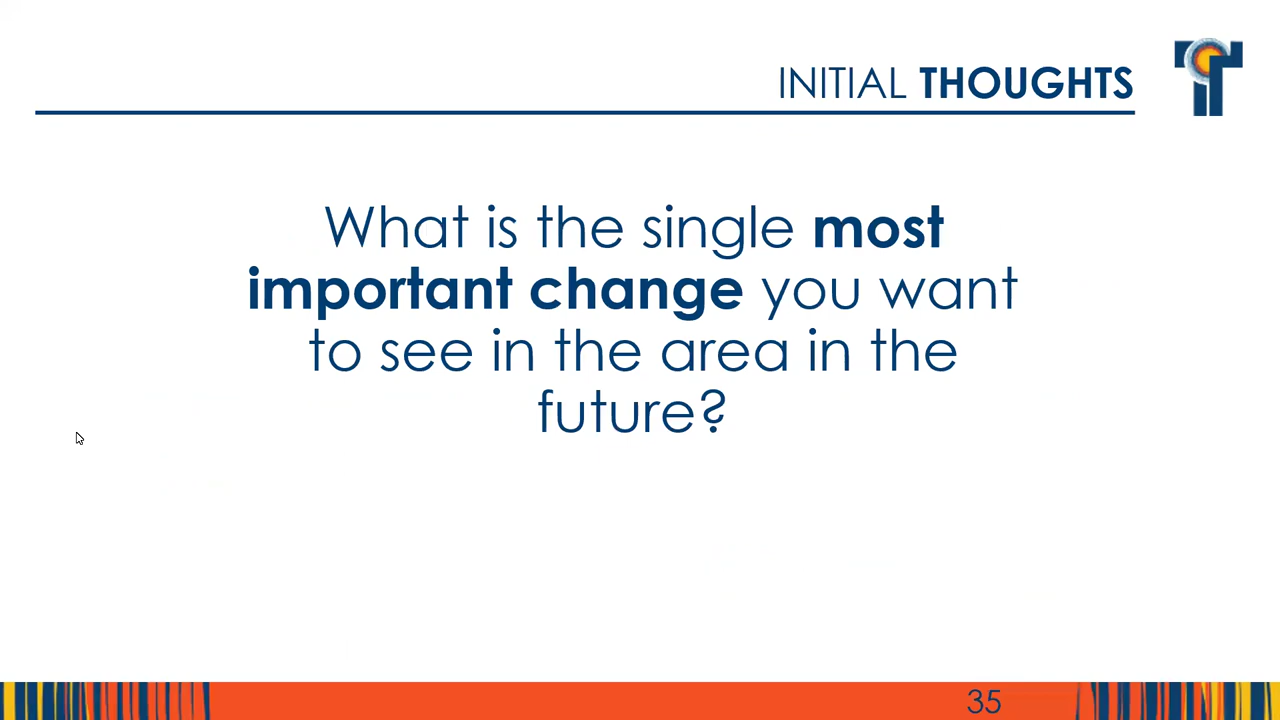 INITIAL THOUGHTS
What is the single most
important change you want
to see in the area in the
future?
35